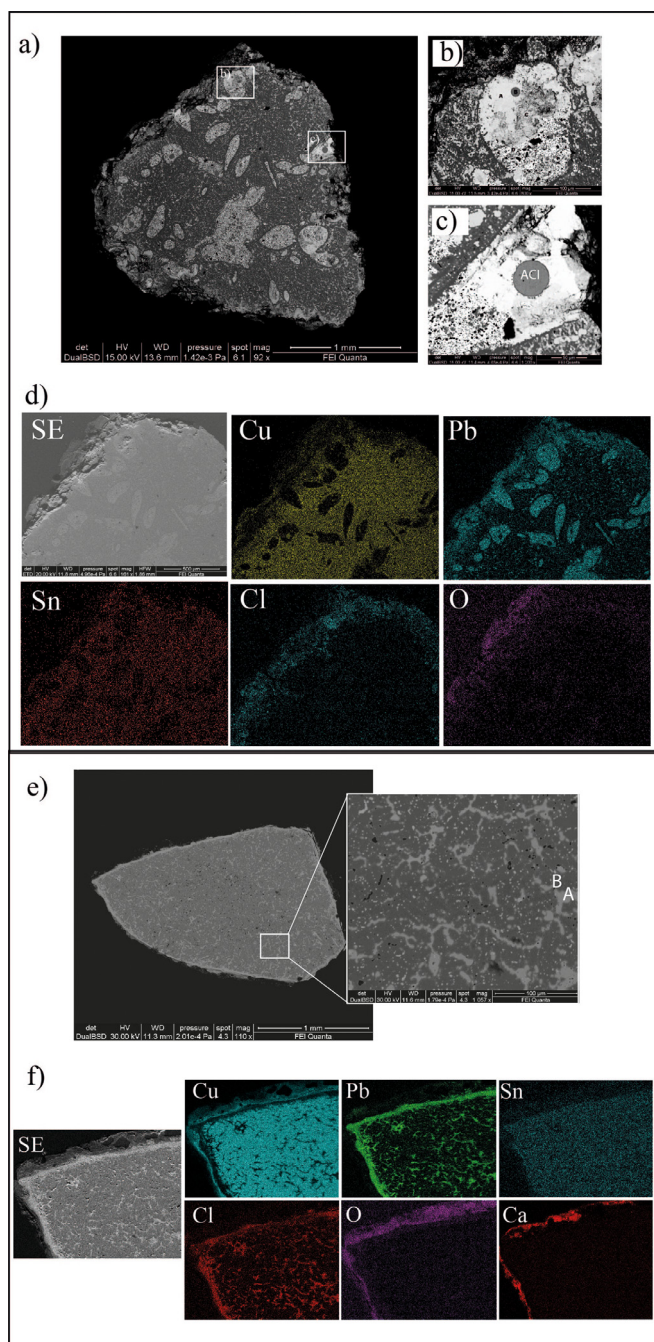 a)
b)
c)
det HV WD pressure spot mag 1 mm
DualBSD 15.00 kV 13.6 mm 1.42e-3 Pa 6.1 92 x FEI Quanta
b)
c)
ACl
d)
SE
Cu
Pb
Sn
Cl
O
e)
B
A
det HV WD pressure spot mag 1 mm
DualBSD 30.00 kV 11.3 mm 2.01e-4 Pa 4.3 110 x FEI Quanta
det HV WD pressure spot mag 100 µm
DualBSD 30.00 kV 11.6 mm 1.79e-4 Pa 4.3 1 057 x FEI Quanta
f)
SE
Cu
Pb
Sn
Cl
O
Ca